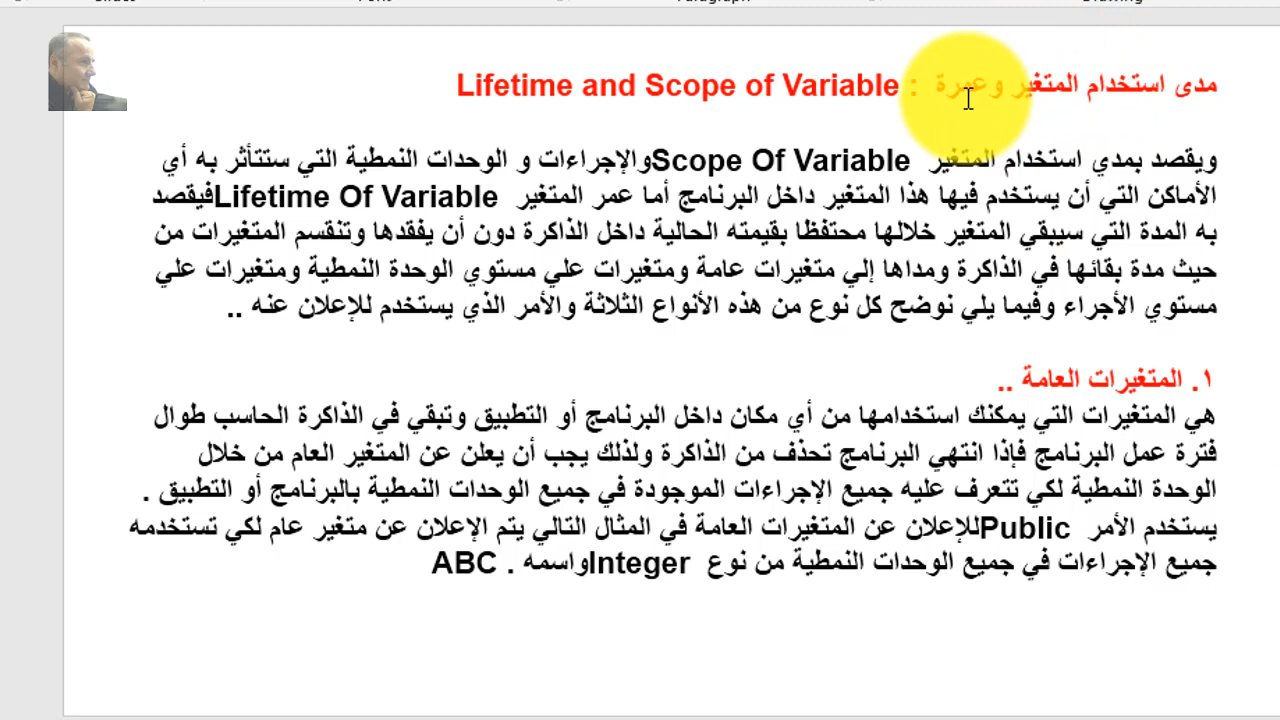 مدى استخدام المتغير وعمرة : Lifetime and Scope of Variable
ويقصد بمدي استخدام المتغير Scope Of Variable والإجراءات و الوحدات النمطية التي ستتأثر به أي
الأماكن التي أن يستخدم فيها هذا المتغير داخل البرنامج أما عمر المتغير Lifetime Of Variable فيقصد
به المدة التي سيبقي المتغير خلالها محتفظا بقيمته الحالية داخل الذاكرة دون أن يفقدها وتنقسم المتغيرات من
حيث مدة بقائها في الذاكرة ومداها إلي متغيرات عامة ومتغيرات علي مستوي الوحدة النمطية ومتغيرات علي
مستوي الأجراء وفيما يلي نوضح كل نوع من هذه الأنواع الثلاثة والأمر الذي يستخدم للإعلان عنه ..
١. المتغيرات العامة ..
هي المتغيرات التي يمكنك استخدامها من أي مكان داخل البرنامج أو التطبيق وتبقي في الذاكرة الحاسب طوال
فترة عمل البرنامج فإذا انتهي البرنامج تحذف من الذاكرة ولذلك يجب أن يعلن عن المتغير العام من خلال
الوحدة النمطية لكي تتعرف عليه جميع الإجراءات الموجودة في جميع الوحدات النمطية بالبرنامج أو التطبيق .
يستخدم الأمر Public للإعلان عن المتغيرات العامة في المثال التالي يتم الإعلان عن متغير عام لكي تستخدمه
جميع الإجراءات في جميع الوحدات النمطية من نوع Integer واسمه . ABC